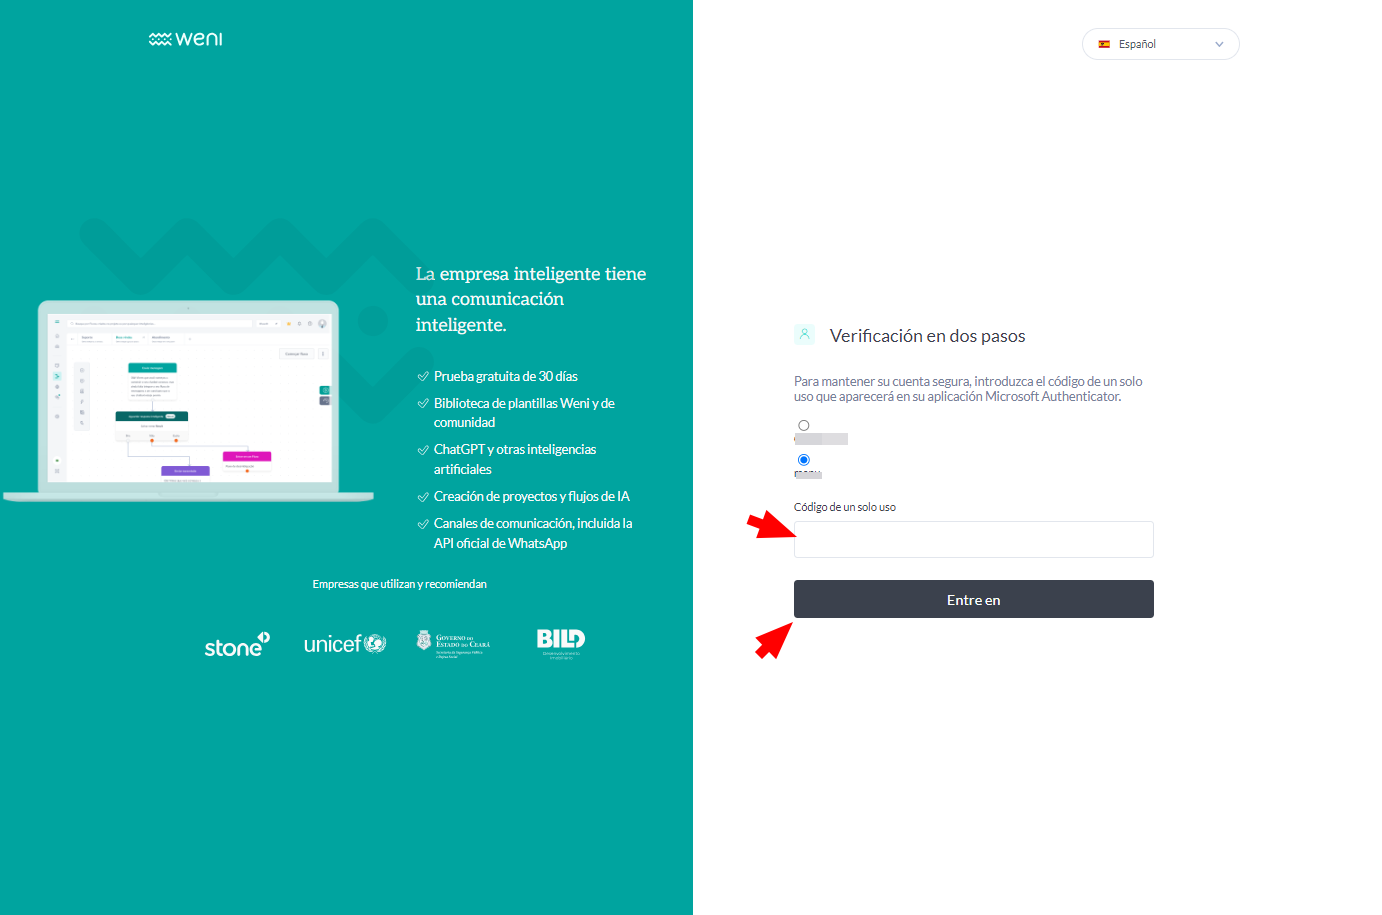 weni
Español
La empresa inteligente tiene
una comunicación
inteligente.
Prueba gratuita de 30 días
Biblioteca de plantillas Weni y de
comunidad
ChatGPT y otras inteligencias
artificiales
Creación de proyectos y flujos de IA
Canales de comunicación, incluida la
API oficial de WhatsApp
Empresas que utilizan y recomiendan
stone
unicef
GOVERNO DO
ESTADO DO CEARÁ
BILD
Verificación en dos pasos
Para mantener su cuenta segura, introduzca el código de un solo
uso que aparecerá en su aplicación Microsoft Authenticator.
Código de un solo uso
Entre en